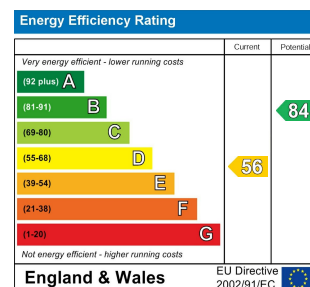 Energy Efficiency Rating
Current Potential
Very energy efficient - lower running costs
(92 plus) A
(81-91) B
84
(69-80) C
(55-68) D
56
(39-54) E
(21-38) F
(1-20) G
Not energy efficient - higher running costs
England & Wales
EU Directive
2002/91/EC